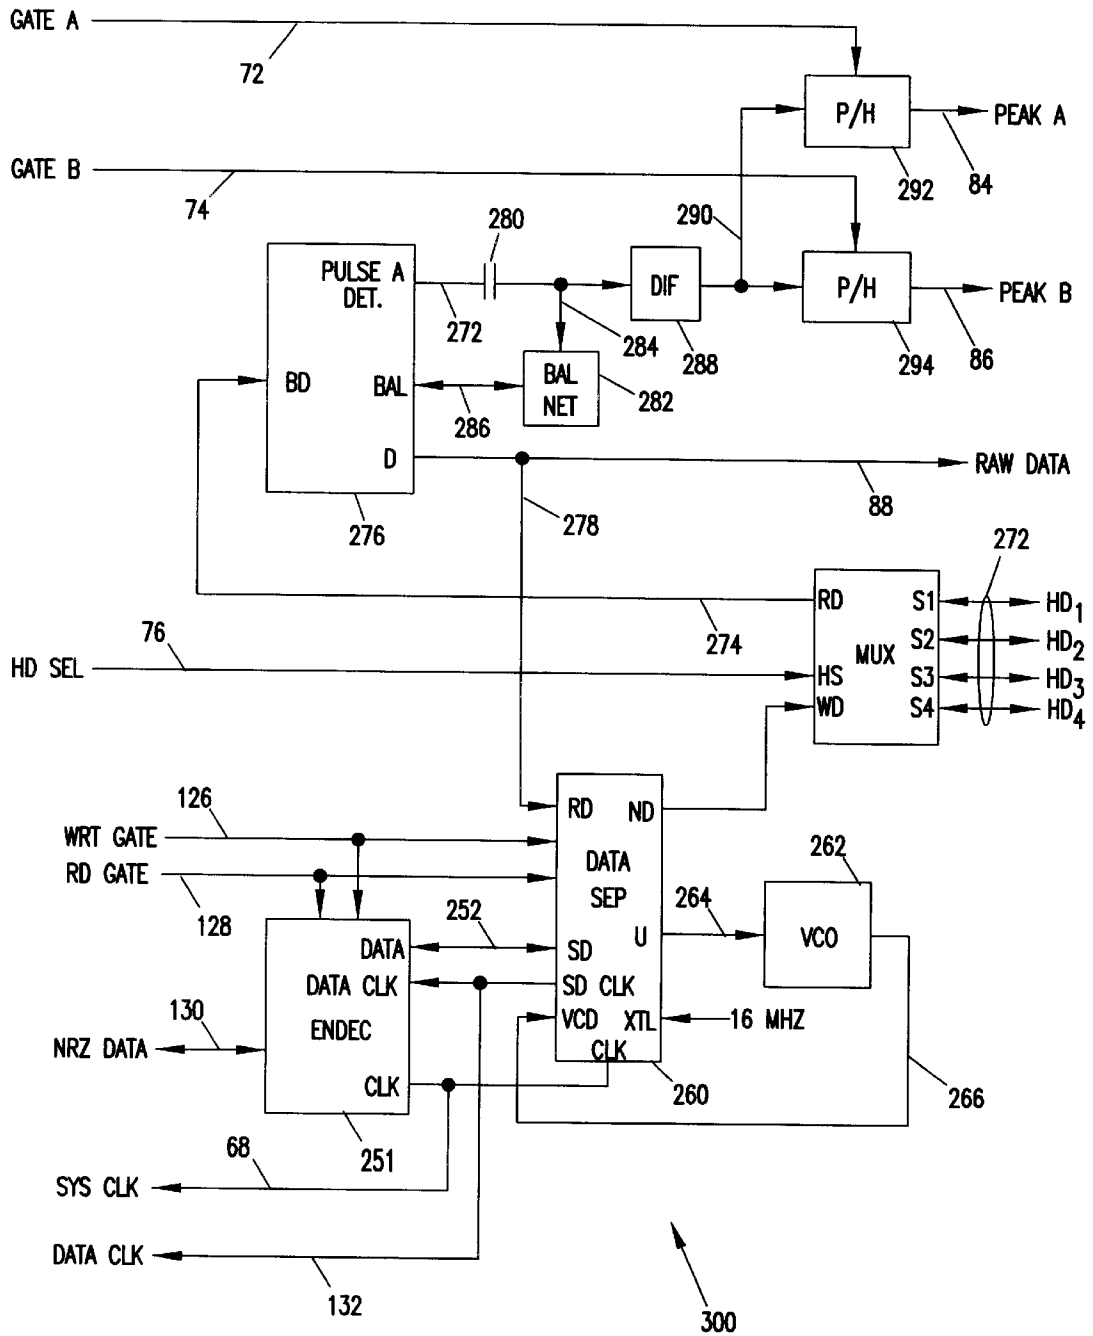 GATE A
72
P/H
PEAK A
292
84
GATE B
74
290
280
PULSE A
DET.
272
284
DIF
288
P/H
PEAK B
294
86
BD
BAL
286
BAL
NET
282
D
RAW DATA
88
276
278
272
RD
S1
HD1
274
76
S2
HD2
MUX
HD SEL
HS
S3
HD3
WD
S4
HD4
126
RD
ND
WRT GATE
DATA
SEP
262
RD GATE
128
252
264
U
VCO
DATA
SD
DATA CLK
SD CLK
130
ENDEC
VCD
XTL
16 MHZ
NRZ DATA
CLK
CLK
260
266
251
68
SYS CLK
DATA CLK
132
300